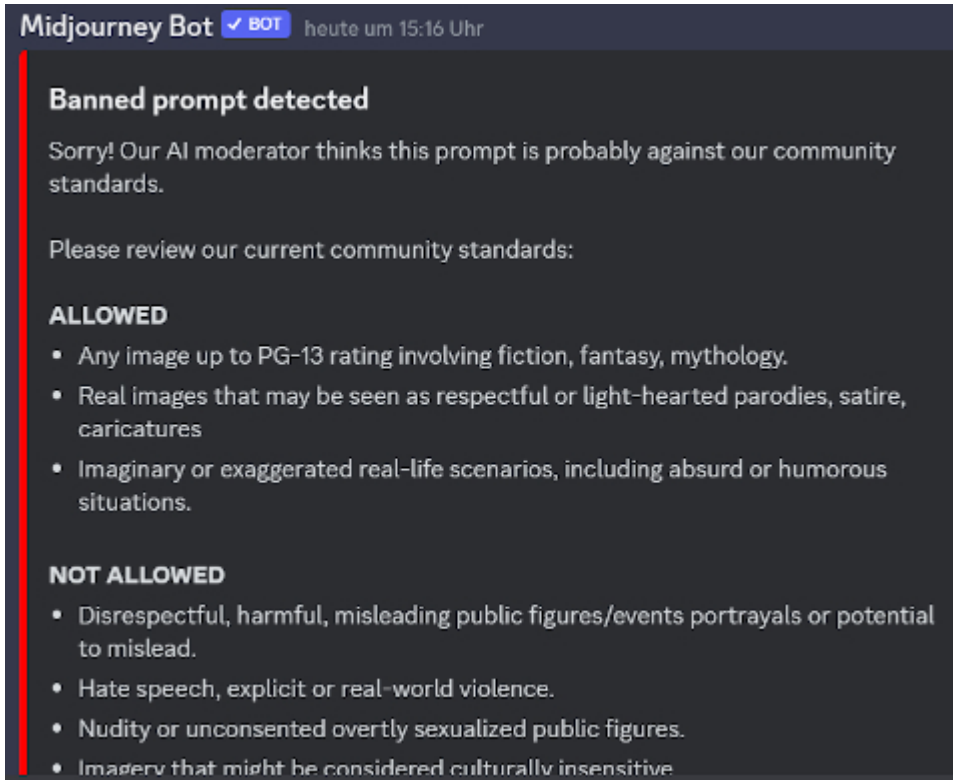 Midjourney Bot ✓ BOT heute um 15:16 Uhr
Banned prompt detected
Sorry! Our AI moderator thinks this prompt is probably against our community
standards.
Please review our current community standards:
ALLOWED
• Any image up to PG-13 rating involving fiction, fantasy, mythology.
• Real images that may be seen as respectful or light-hearted parodies, satire,
caricatures
• Imaginary or exaggerated real-life scenarios, including absurd or humorous
situations.
NOT ALLOWED
• Disrespectful, harmful, misleading public figures/events portrayals or potential
to mislead.
• Hate speech, explicit or real-world violence.
• Nudity or unconsented overtly sexualized public figures.
• Imagery that might be considered culturally insensitive